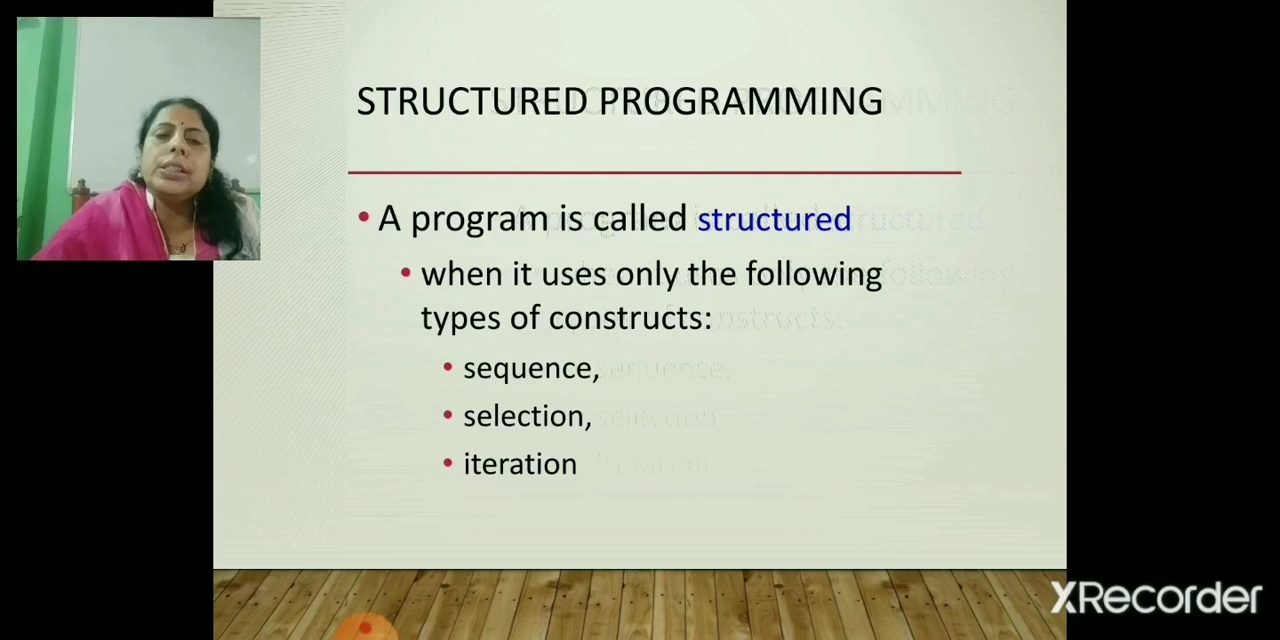 STRUCTURED PROGRAMMING
• A program is called structured
• when it uses only the following
types of constructs:
• sequence,
• selection,
• iteration
XRecorder